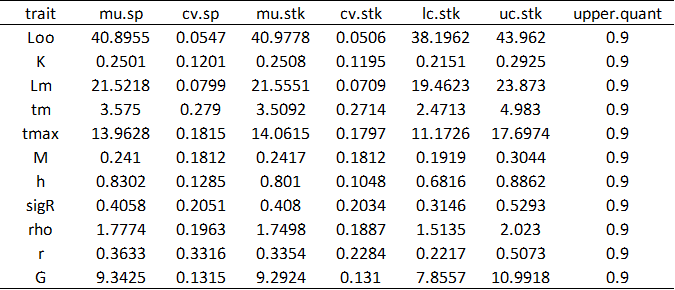 trait mu.sp cv.sp mu.stk cv.stk lc.stk uc.stk upper.quant
Loo 40.8955 0.0547 40.9778 0.0506 38.1962 43.962 0.9
K 0.2501 0.1201 0.2508 0.1195 0.2151 0.2925 0.9
Lm 21.5218 0.0799 21.5551 0.0709 19.4623 23.873 0.9
tm 3.575 0.279 3.5092 0.2714 2.4713 4.983 0.9
tmax 13.9628 0.1815 14.0615 0.1797 11.1726 17.6974 0.9
M 0.241 0.1812 0.2417 0.1812 0.1919 0.3044 0.9
h 0.8302 0.1285 0.801 0.1048 0.6816 0.8862 0.9
sigR 0.4058 0.2051 0.408 0.2034 0.3146 0.5293 0.9
rho 1.7774 0.1963 1.7498 0.1887 1.5135 2.023 0.9
r 0.3633 0.3316 0.3354 0.2284 0.2217 0.5073 0.9
G 9.3425 0.1315 9.2924 0.131 7.8557 10.9918 0.9